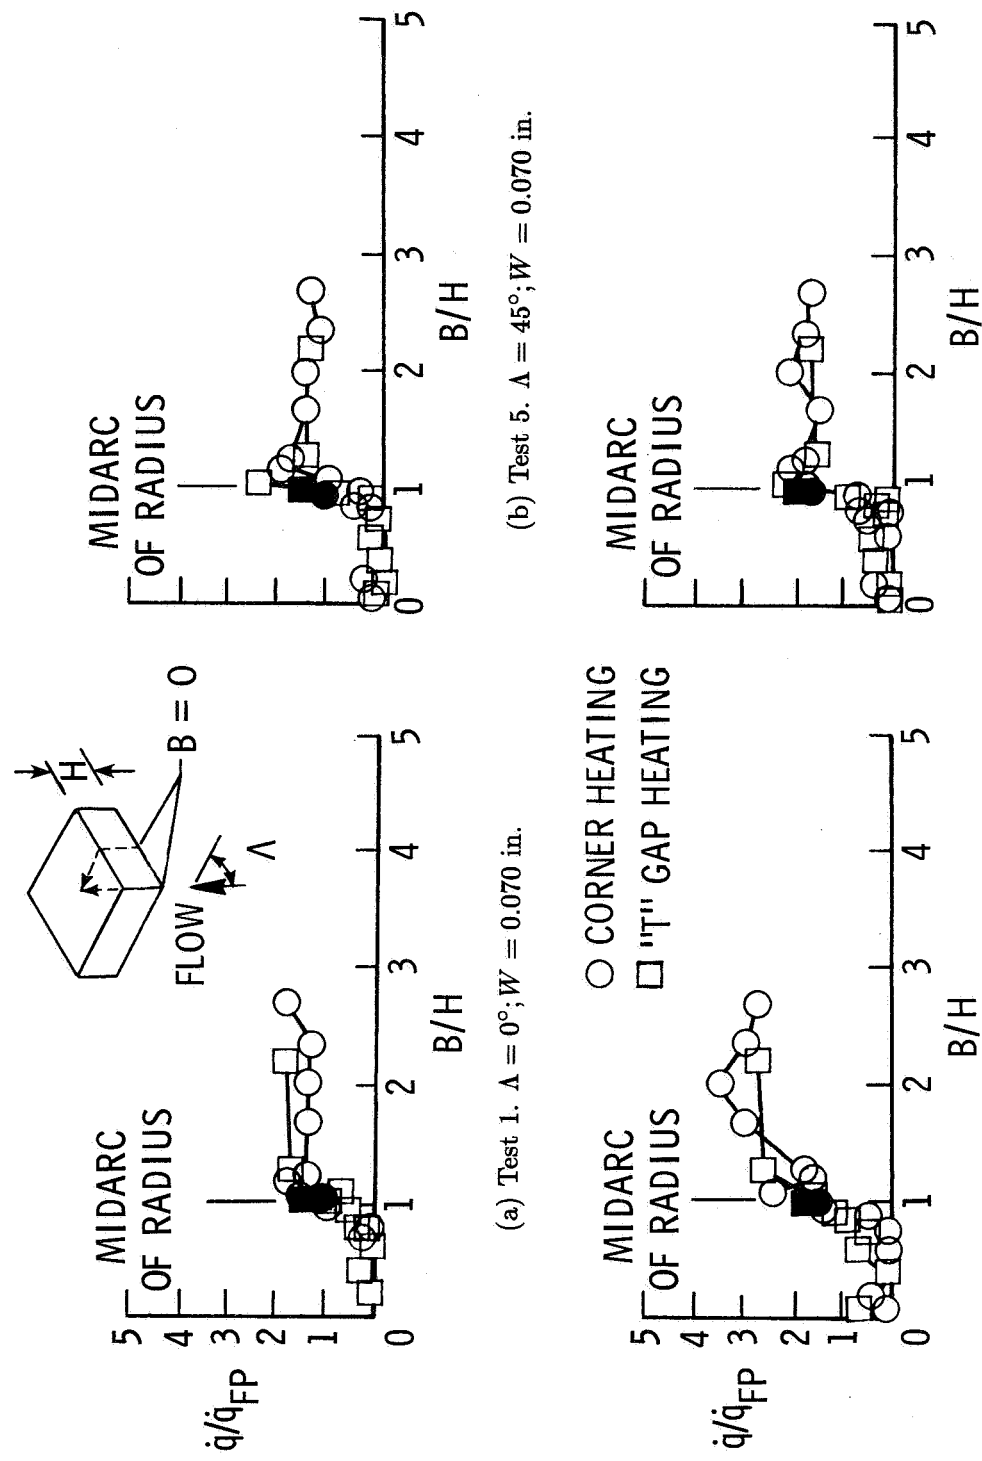 MIDARC
OF RADIUS
5
4
3
2
1
0
q̇/q̇FP
1
2
3
4
5
B/H
FLOW
Λ
H
B = 0
(a) Test 1. Λ = 0°; W = 0.070 in.
MIDARC
OF RADIUS
0
1
2
3
4
5
B/H
(b) Test 5. Λ = 45°; W = 0.070 in.
MIDARC
OF RADIUS
5
4
3
2
1
0
q̇/q̇FP
1
2
3
4
5
B/H
CORNER HEATING
"T" GAP HEATING
MIDARC
OF RADIUS
0
1
2
3
4
5
B/H